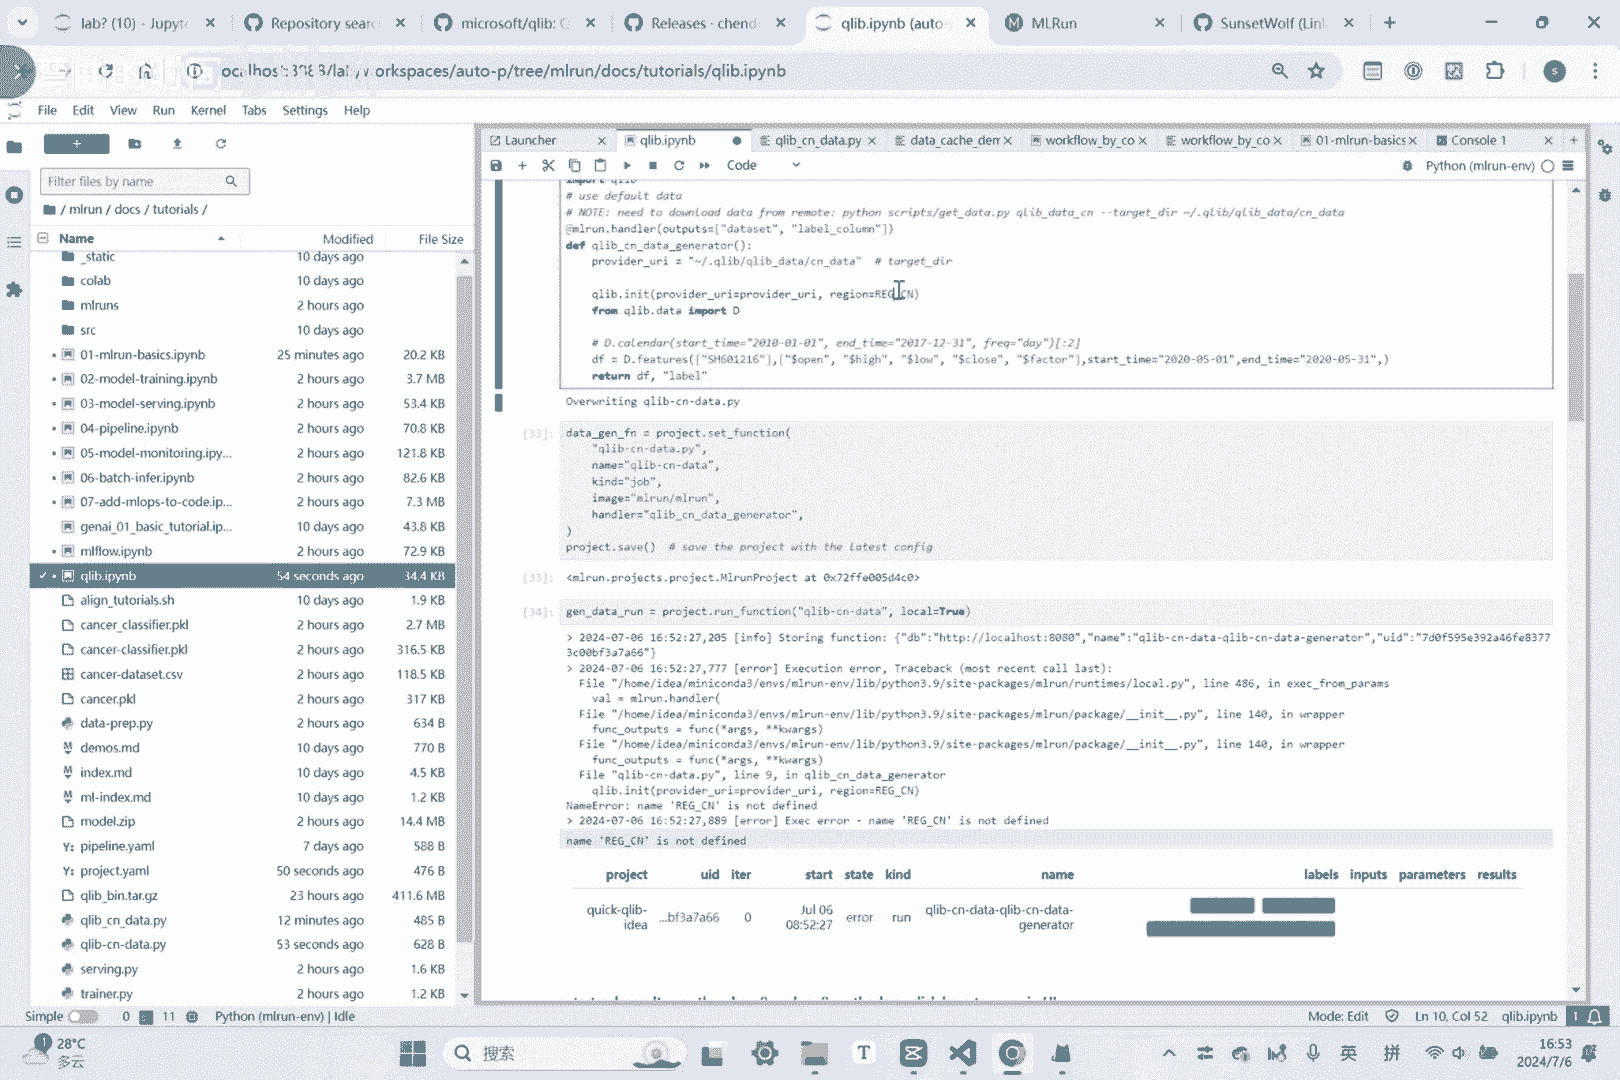 lab? (10) - Jupyte
Repository searc
microsoft/qlib: C
Releases · chend
qlib.ipynb (auto-
MLRun
SunsetWolf (Linl
ocalhost:8888/lab/workspaces/auto-p/tree/mlrun/docs/tutorials/qlib.ipynb
File Edit View Run Kernel Tabs Settings Help
Launcher
qlib.ipynb
qlib_cn_data.py
data_cache_den
workflow_by_co
workflow_by_co
01-mlrun-basics
Console 1
Code
Python (mlrun-env)
Filter files by name
/ mlrun / docs / tutorials /
Name Modified File Size
_static 10 days ago
colab 10 days ago
mlruns 2 hours ago
src 10 days ago
01-mlrun-basics.ipynb 25 minutes ago 20.2 KB
02-model-training.ipynb 2 hours ago 3.7 MB
03-model-serving.ipynb 2 hours ago 53.4 KB
04-pipeline.ipynb 2 hours ago 70.8 KB
05-model-monitoring.ipy... 2 hours ago 121.8 KB
06-batch-infer.ipynb 2 hours ago 82.6 KB
07-add-mlops-to-code.ip... 2 hours ago 7.3 MB
genai_01_basic_tutorial.ip... 10 days ago 43.8 KB
mlflow.ipynb 2 hours ago 72.9 KB
qlib.ipynb 54 seconds ago 34.4 KB
align_tutorials.sh 10 days ago 1.9 KB
cancer_classifier.pkl 2 hours ago 2.7 MB
cancer-classifier.pkl 2 hours ago 316.5 KB
cancer-dataset.csv 2 hours ago 118.5 KB
cancer.pkl 2 hours ago 317 KB
data-prep.py 2 hours ago 634 B
demos.md 10 days ago 770 B
index.md 10 days ago 4.5 KB
ml-index.md 10 days ago 1.2 KB
model.zip 2 hours ago 14.4 MB
pipeline.yaml 7 days ago 588 B
project.yaml 50 seconds ago 476 B
qlib_bin.tar.gz 23 hours ago 411.6 MB
qlib_cn_data.py 12 minutes ago 485 B
qlib-cn-data.py 53 seconds ago 628 B
serving.py 2 hours ago 1.6 KB
trainer.py 2 hours ago 1.2 KB
import qlib
# use default data
# NOTE: need to download data from remote: python scripts/get_data.py qlib_data_cn --target_dir ~/.qlib/qlib_data/cn_data
@mlrun.handler(outputs=["dataset", "label_column"])
def qlib_cn_data_generator():
provider_uri = "~/.qlib/qlib_data/cn_data" # target_dir
qlib.init(provider_uri=provider_uri, region=REG_CN)
from qlib.data import D
# D.calendar(start_time="2010-01-01", end_time="2017-12-31", freq="day")[:2]
df = D.features(["SH601216"],["$open", "$high", "$low", "$close", "$factor"],start_time="2020-05-01",end_time="2020-05-31",)
return df, "label"
Overwriting qlib-cn-data.py
[33]: data_gen_fn = project.set_function(
"qlib-cn-data.py",
name="qlib-cn-data",
kind="job",
image="mlrun/mlrun",
handler="qlib_cn_data_generator",
)
project.save() # save the project with the latest config
[33]: <mlrun.projects.project.MlrunProject at 0x72ffe005d4c0>
[34]: gen_data_run = project.run_function("qlib-cn-data", local=True)
> 2024-07-06 16:52:27,205 [info] Storing function: {"db":"http://localhost:8080","name":"qlib-cn-data-qlib-cn-data-generator","uid":"7d0f595e392a46fe8377
3c00bf3a7a66"}
> 2024-07-06 16:52:27,777 [error] Execution error, Traceback (most recent call last):
File "/home/idea/miniconda3/envs/mlrun-env/lib/python3.9/site-packages/mlrun/runtimes/local.py", line 486, in exec_from_params
val = mlrun.handler(
File "/home/idea/miniconda3/envs/mlrun-env/lib/python3.9/site-packages/mlrun/package/__init__.py", line 140, in wrapper
func_outputs = func(*args, **kwargs)
File "/home/idea/miniconda3/envs/mlrun-env/lib/python3.9/site-packages/mlrun/package/__init__.py", line 140, in wrapper
func_outputs = func(*args, **kwargs)
File "qlib-cn-data.py", line 9, in qlib_cn_data_generator
qlib.init(provider_uri=provider_uri, region=REG_CN)
NameError: name 'REG_CN' is not defined
> 2024-07-06 16:52:27,889 [error] Exec error - name 'REG_CN' is not defined
name 'REG_CN' is not defined
project uid iter start state kind name labels inputs parameters results
quick-qlib-idea ...bf3a7a66 0 Jul 06 08:52:27 error run qlib-cn-data-qlib-cn-data-generator
Simple 0 11 Python (mlrun-env) | Idle
Mode: Edit Ln 10, Col 52 qlib.ipynb 1
1 28°C
多云
搜索
英 拼
16:53
2024/7/6